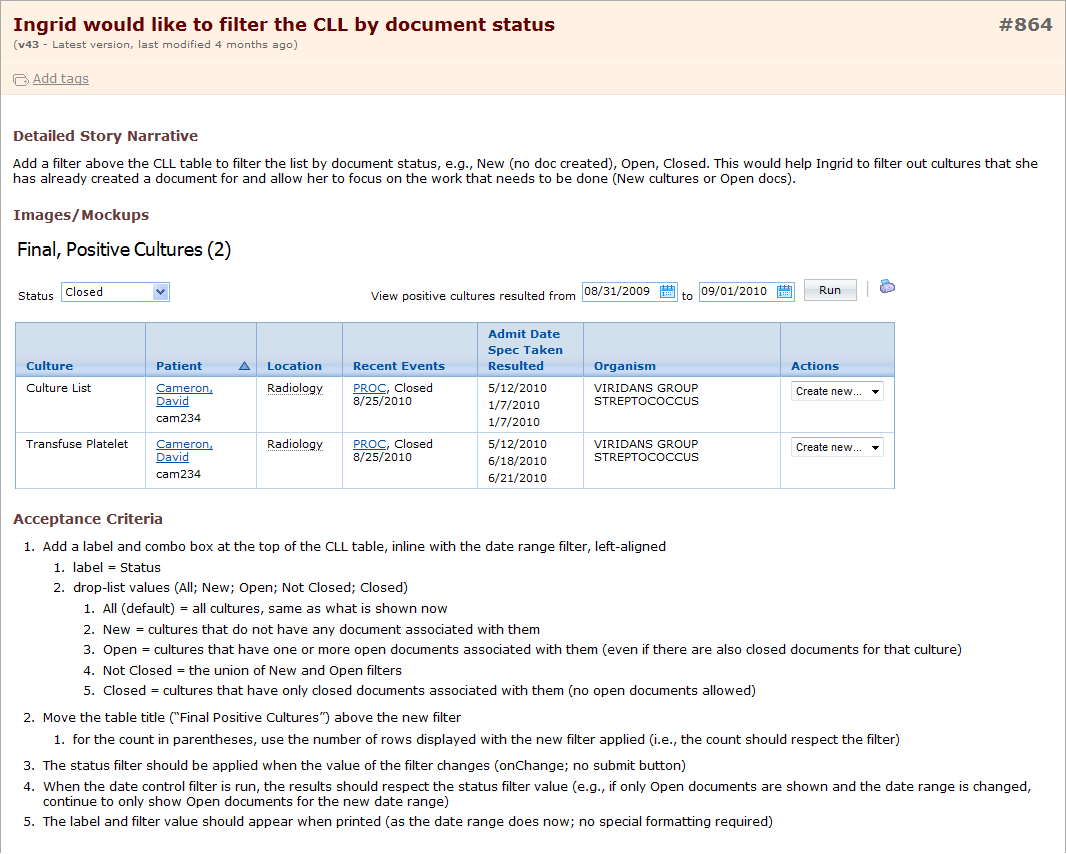 Ingrid would like to filter the CLL by document status #864
(v43 - Latest version, last modified 4 months ago)
Add tags
Detailed Story Narrative
Add a filter above the CLL table to filter the list by document status, e.g., New (no doc created), Open, Closed. This would help Ingrid to filter out cultures that she
has already created a document for and allow her to focus on the work that needs to be done (New cultures or Open docs).
Images/Mockups
Final, Positive Cultures (2)
Status Closed View positive cultures resulted from 08/31/2009 to 09/01/2010 Run
Admit Date
Spec Taken
Culture Patient Location Recent Events Resulted Organism Actions
Culture List Cameron, Radiology PROC, Closed 5/12/2010 VIRIDANS GROUP Create new...
David 8/25/2010 1/7/2010 STREPTOCOCCUS
cam234 1/7/2010
Transfuse Platelet Cameron, Radiology PROC, Closed 5/12/2010 VIRIDANS GROUP Create new...
David 8/25/2010 6/18/2010 STREPTOCOCCUS
cam234 6/21/2010
Acceptance Criteria
1. Add a label and combo box at the top of the CLL table, inline with the date range filter, left-aligned
1. label = Status
2. drop-list values (All; New; Open; Not Closed; Closed)
1. All (default) = all cultures, same as what is shown now
2. New = cultures that do not have any document associated with them
3. Open = cultures that have one or more open documents associated with them (even if there are also closed documents for that culture)
4. Not Closed = the union of New and Open filters
5. Closed = cultures that have only closed documents associated with them (no open documents allowed)
2. Move the table title (“Final Positive Cultures”) above the new filter
1. for the count in parentheses, use the number of rows displayed with the new filter applied (i.e., the count should respect the filter)
3. The status filter should be applied when the value of the filter changes (onChange; no submit button)
4. When the date control filter is run, the results should respect the status filter value (e.g., if only Open documents are shown and the date range is changed,
continue to only show Open documents for the new date range)
5. The label and filter value should appear when printed (as the date range does now; no special formatting required)